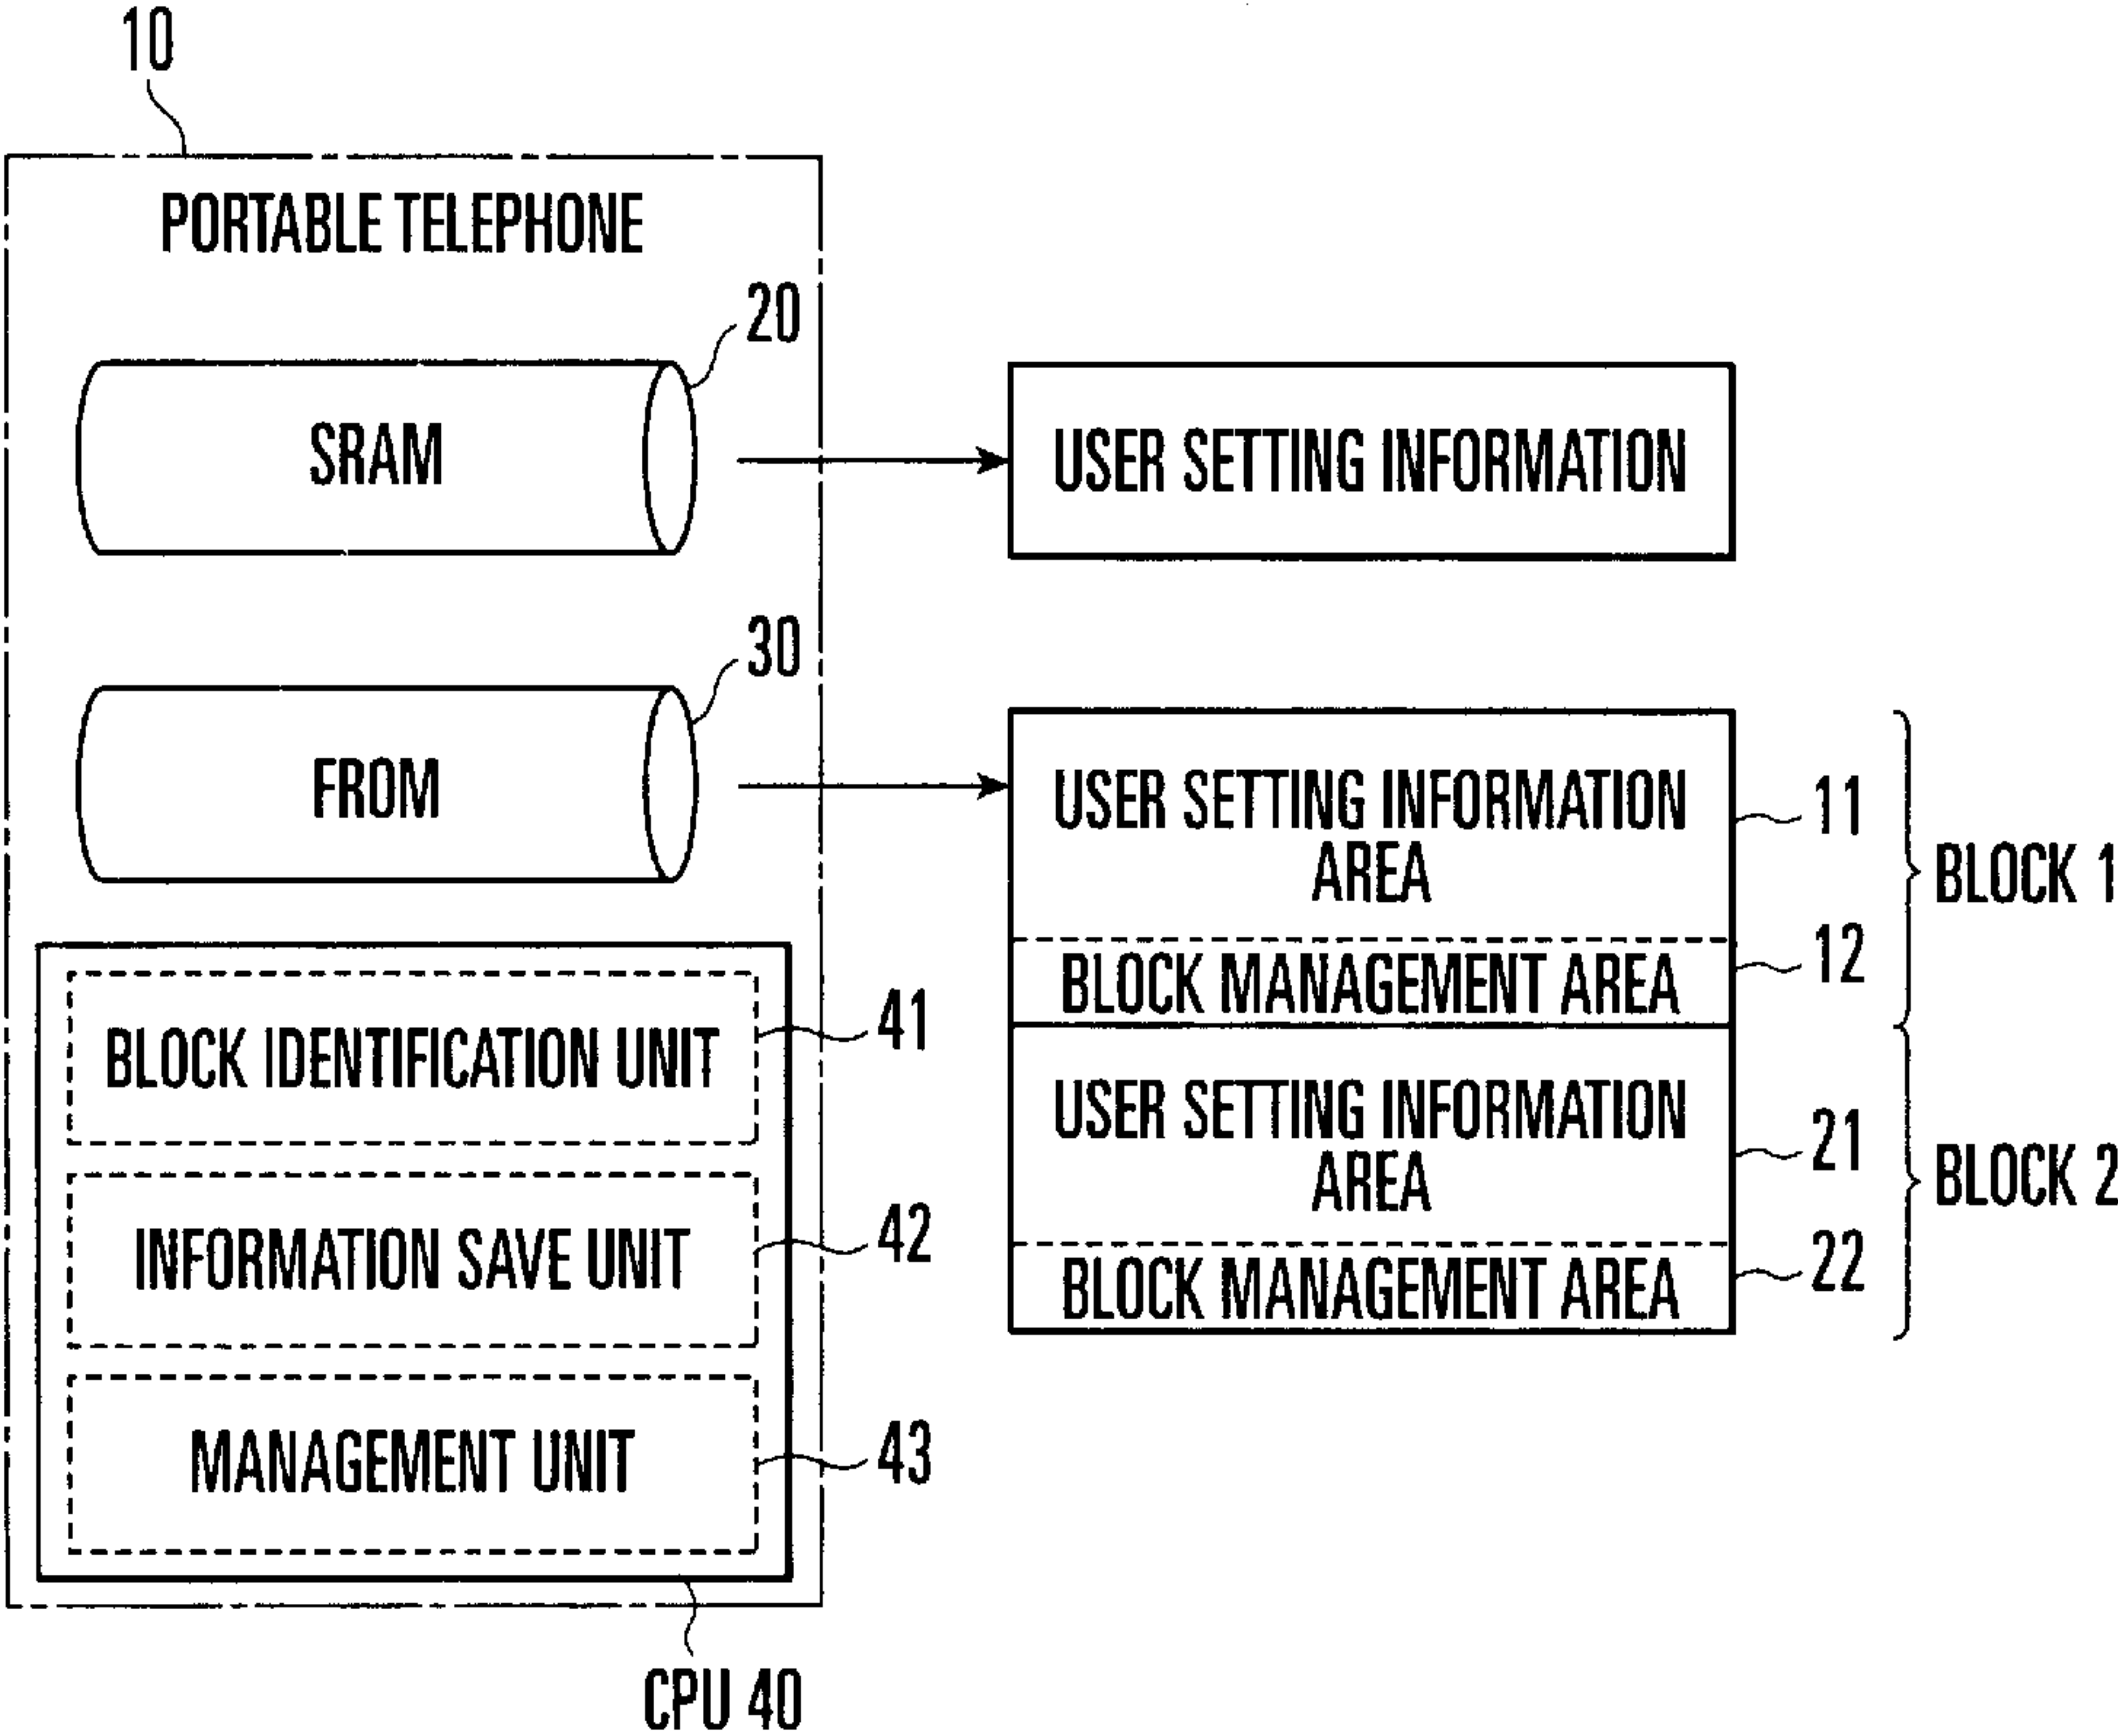 10
PORTABLE TELEPHONE
20
SRAM
USER SETTING INFORMATION
30
FROM
USER SETTING INFORMATION
AREA
11
BLOCK 1
BLOCK MANAGEMENT AREA
12
BLOCK IDENTIFICATION UNIT
41
USER SETTING INFORMATION
AREA
21
BLOCK 2
INFORMATION SAVE UNIT
42
BLOCK MANAGEMENT AREA
22
MANAGEMENT UNIT
43
CPU 40